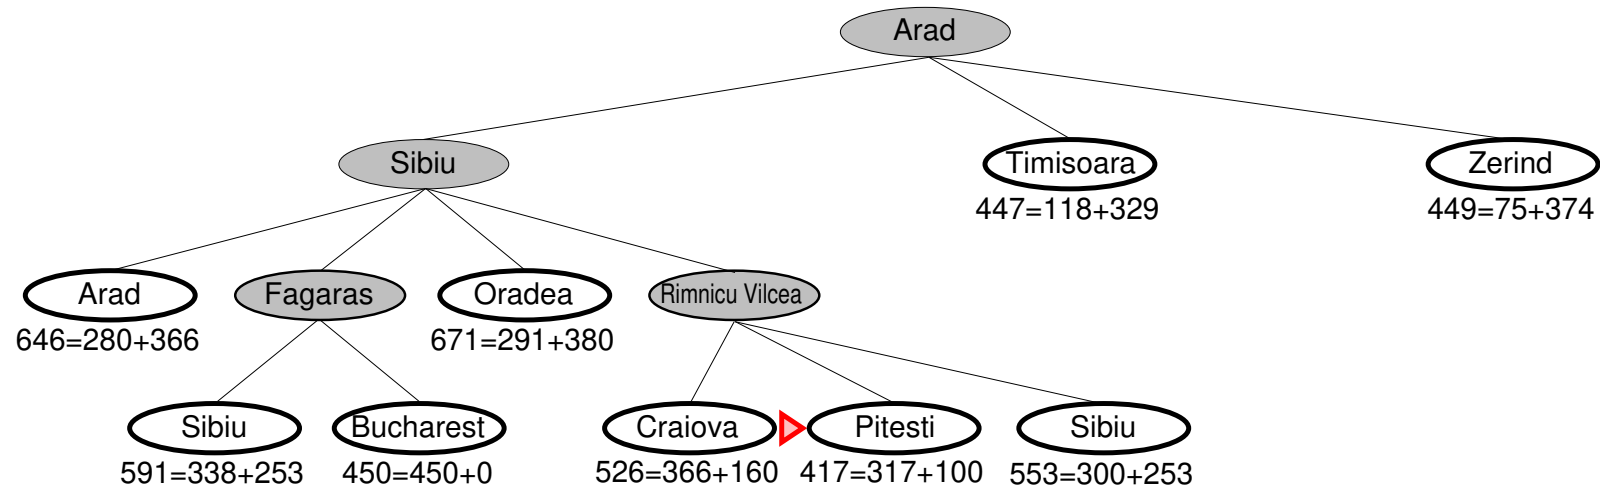 Arad
Sibiu
Timisoara
Zerind
447=118+329
449=75+374
Arad
Fagaras
Oradea
Rimnicu Vilcea
646=280+366
671=291+380
Sibiu
Bucharest
Craiova
Pitesti
Sibiu
591=338+253
450=450+0
526=366+160
417=317+100
553=300+253